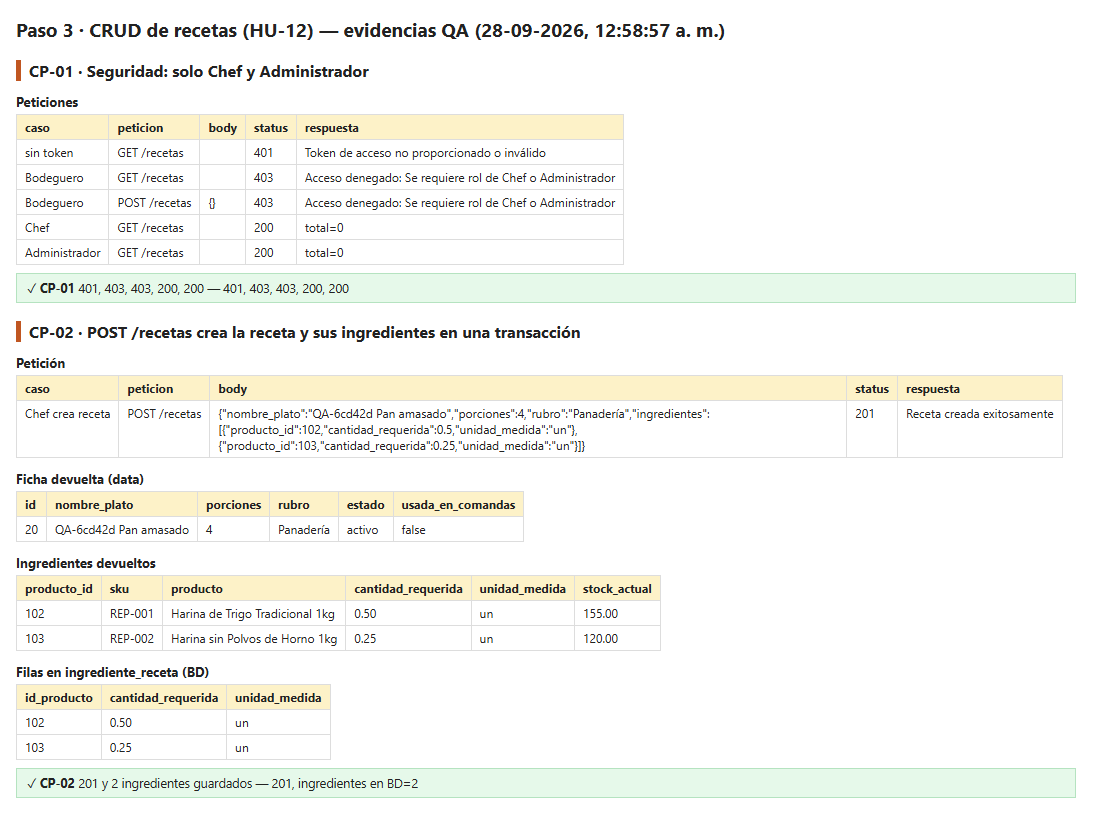 Paso 3 · CRUD de recetas (HU-12) — evidencias QA (28-09-2026, 12:58:57 a. m.)
CP-01 · Seguridad: solo Chef y Administrador
Peticiones
caso peticion body status respuesta
sin token GET /recetas 401 Token de acceso no proporcionado o inválido
Bodeguero GET /recetas 403 Acceso denegado: Se requiere rol de Chef o Administrador
Bodeguero POST /recetas {} 403 Acceso denegado: Se requiere rol de Chef o Administrador
Chef GET /recetas 200 total=0
Administrador GET /recetas 200 total=0
✓ CP-01 401, 403, 403, 200, 200 — 401, 403, 403, 200, 200
CP-02 · POST /recetas crea la receta y sus ingredientes en una transacción
Petición
caso peticion body status respuesta
Chef crea receta POST /recetas {"nombre_plato":"QA-6cd42d Pan amasado","porciones":4,"rubro":"Panadería","ingredientes": 201 Receta creada exitosamente
[{"producto_id":102,"cantidad_requerida":0.5,"unidad_medida":"un"},
{"producto_id":103,"cantidad_requerida":0.25,"unidad_medida":"un"}]}
Ficha devuelta (data)
id nombre_plato porciones rubro estado usada_en_comandas
20 QA-6cd42d Pan amasado 4 Panadería activo false
Ingredientes devueltos
producto_id sku producto cantidad_requerida unidad_medida stock_actual
102 REP-001 Harina de Trigo Tradicional 1kg 0.50 un 155.00
103 REP-002 Harina sin Polvos de Horno 1kg 0.25 un 120.00
Filas en ingrediente_receta (BD)
id_producto cantidad_requerida unidad_medida
102 0.50 un
103 0.25 un
✓ CP-02 201 y 2 ingredientes guardados — 201, ingredientes en BD=2